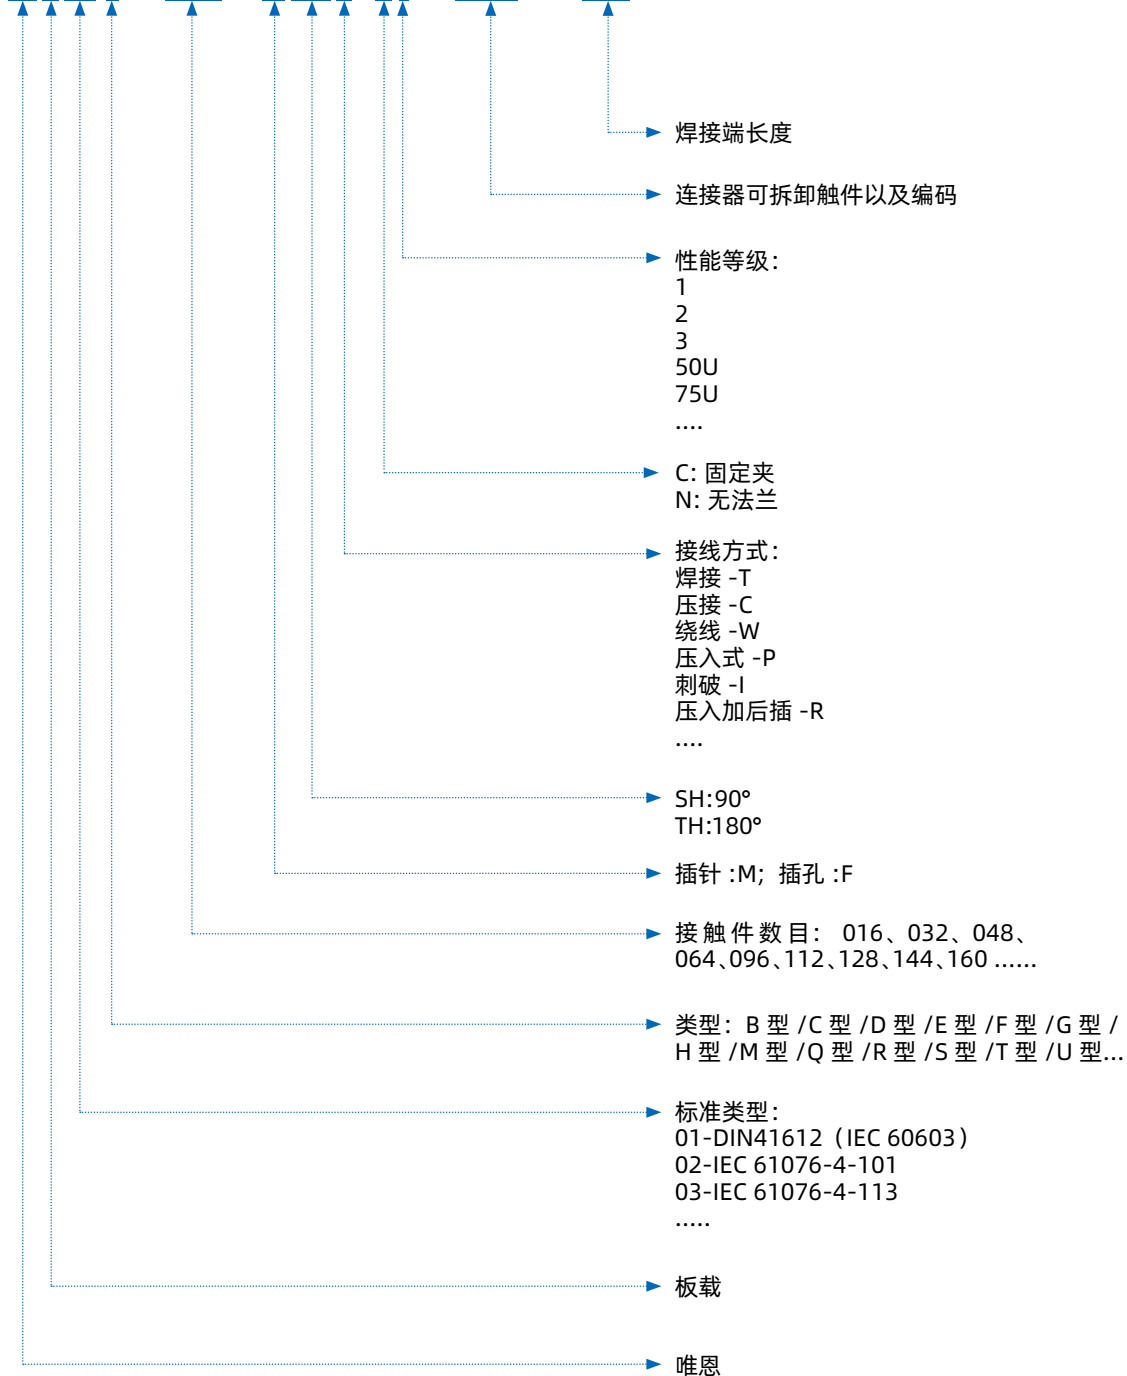 焊接端长度
连接器可拆卸触件以及编码
性能等级：
1
2
3
50U
75U
....
C: 固定夹
N: 无法兰
接线方式：
焊接 -T
压接 -C
绕线 -W
压入式 -P
刺破 -I
压入加后插 -R
....
SH:90°
TH:180°
插针 :M；插孔 :F
接触件数目： 016、032、048、
064、096、112、128、144、160 ......
类型：B 型 /C 型 /D 型 /E 型 /F 型 /G 型 /
H 型 /M 型 /Q 型 /R 型 /S 型 /T 型 /U 型...
标准类型：
01-DIN41612（IEC 60603）
02-IEC 61076-4-101
03-IEC 61076-4-113
.....
板载
唯恩